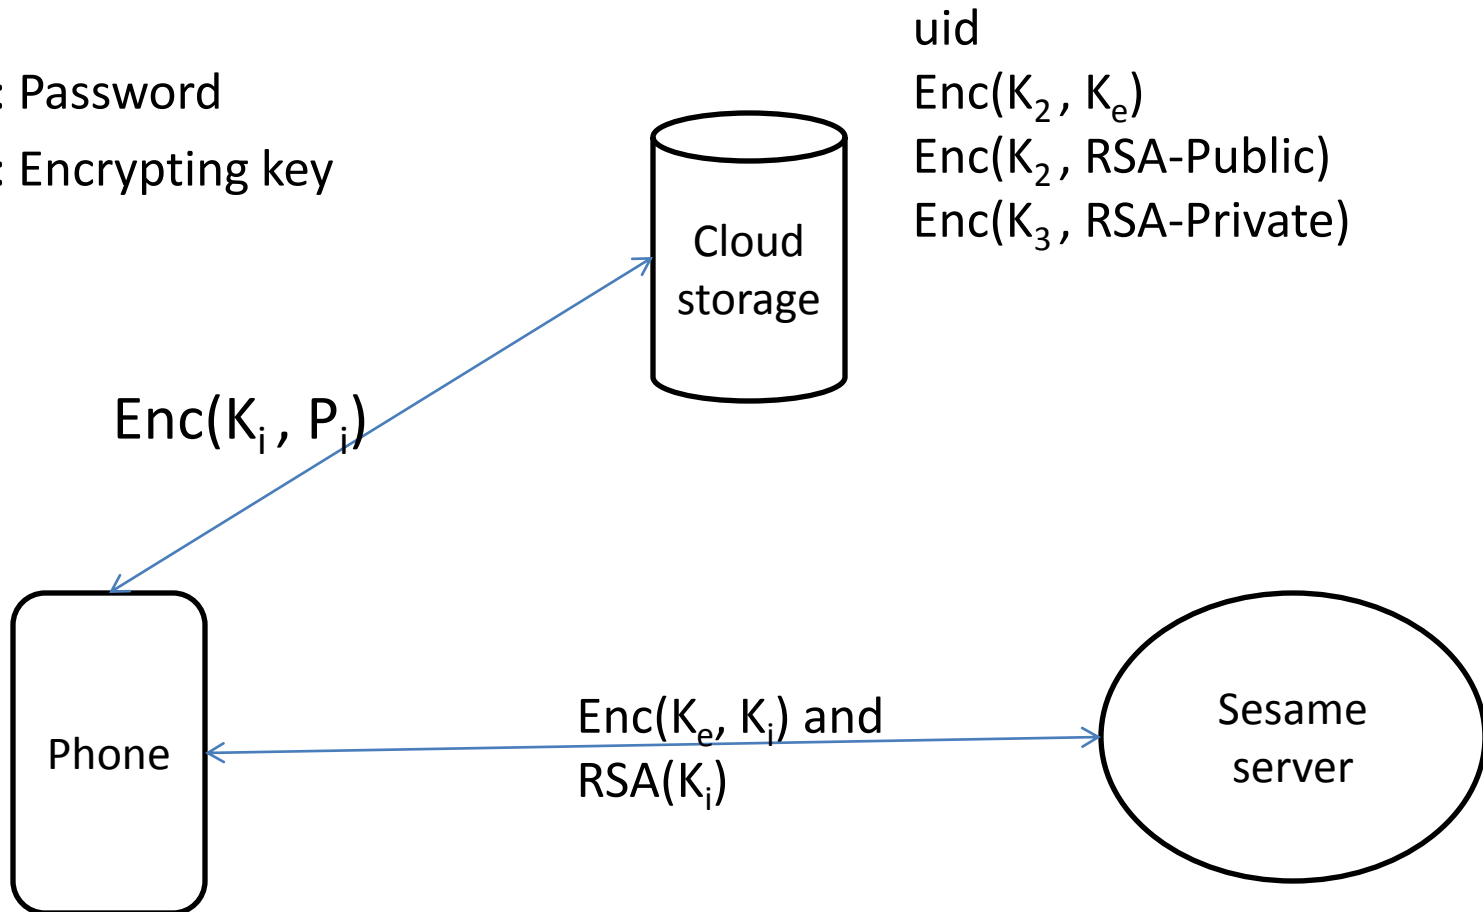 : Password
: Encrypting key
uid
Enc(K₂, Kₑ)
Enc(K₂, RSA-Public)
Enc(K₃, RSA-Private)
Cloud
storage
Enc(Kᵢ, Pᵢ)
Enc(Kₑ, Kᵢ) and
RSA(Kᵢ)
Phone
Sesame
server